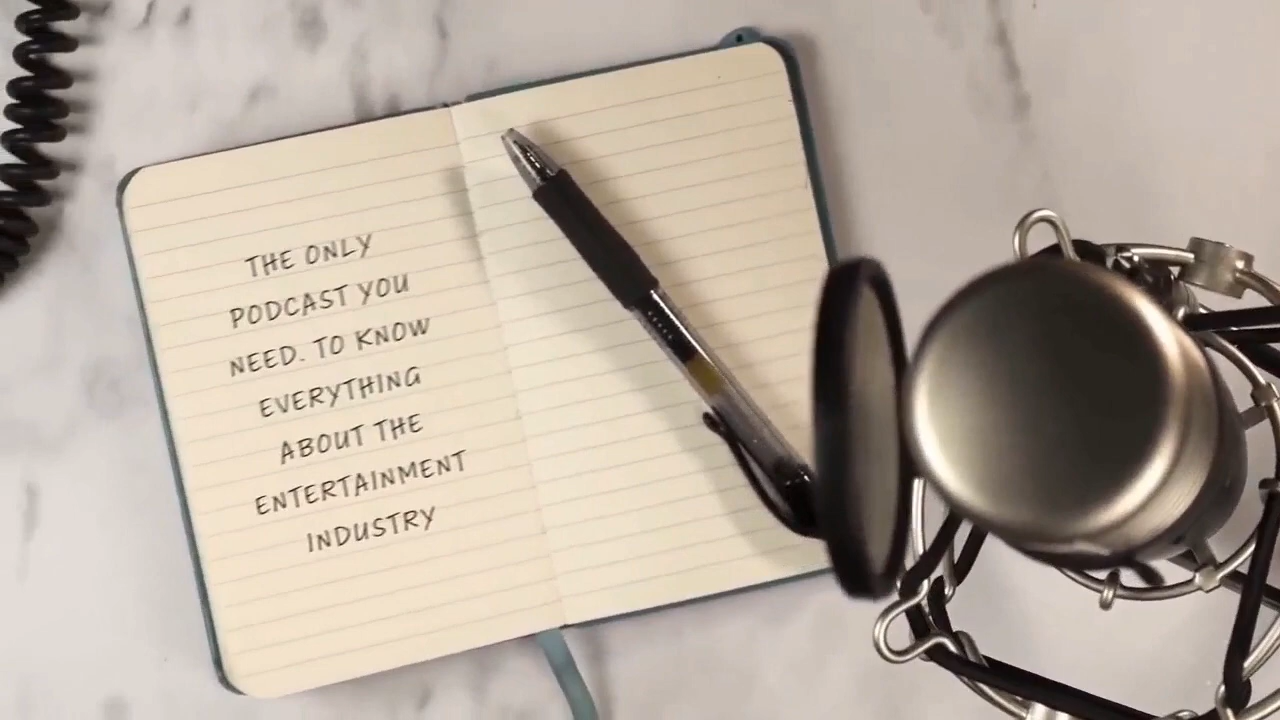 THE ONLY
PODCAST YOU
NEED. TO KNOW
EVERYTHING
ABOUT THE
ENTERTAINMENT
INDUSTRY